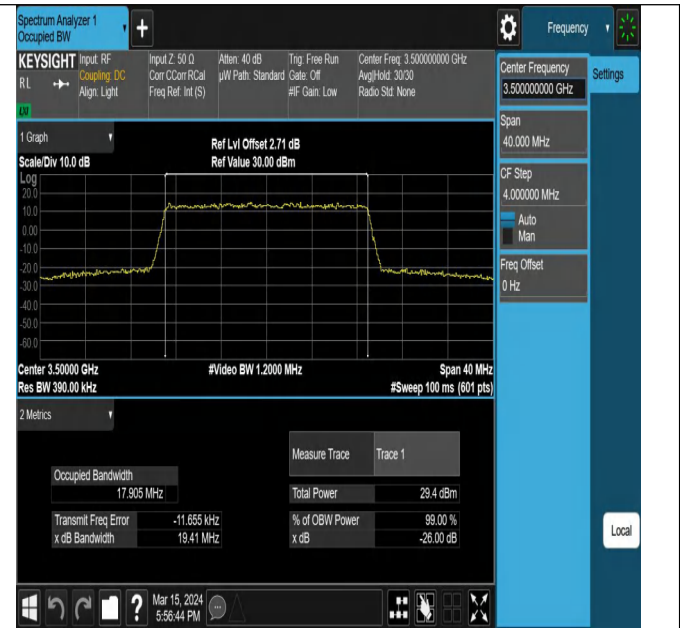 Spectrum Analyzer 1
Occupied BW
+
Frequency
KEYSIGHT
RL
Input: RF
Coupling: DC
Align: Light
Input Z: 50 Ω
Corr CCorr RCal
Freq Ref: Int (S)
Atten: 40 dB
µW Path: Standard
Trig: Free Run
Gate: Off
#IF Gain: Low
Center Freq: 3.500000000 GHz
Avg|Hold: 30/30
Radio Std: None
Center Frequency
3.500000000 GHz
Settings
Span
40.000 MHz
CF Step
4.000000 MHz
Auto
Man
Freq Offset
0 Hz
1 Graph
Scale/Div 10.0 dB
Ref Lvl Offset 2.71 dB
Ref Value 30.00 dBm
Log
20.0
10.0
0.00
-10.0
-20.0
-30.0
-40.0
-50.0
-60.0
Center 3.50000 GHz
#Video BW 1.2000 MHz
Span 40 MHz
Res BW 390.00 kHz
#Sweep 100 ms (601 pts)
2 Metrics
Measure Trace Trace 1
Occupied Bandwidth
17.905 MHz
Total Power 29.4 dBm
Transmit Freq Error -11.655 kHz
% of OBW Power 99.00 %
x dB Bandwidth 19.41 MHz
x dB -26.00 dB
Local
?
Mar 15, 2024
5:56:44 PM